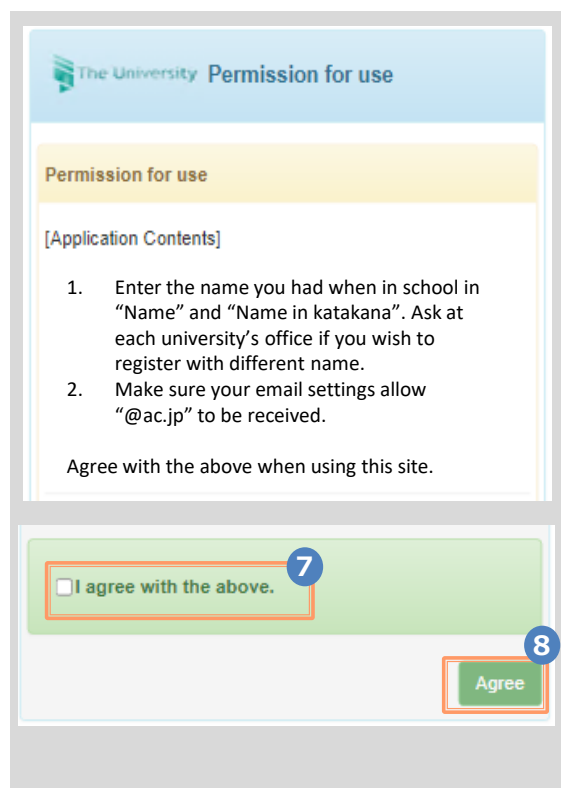 The University Permission for use
Permission for use
[Application Contents]
1. Enter the name you had when in school in
“Name” and “Name in katakana”. Ask at
each university’s office if you wish to
register with different name.
2. Make sure your email settings allow
“@ac.jp” to be received.
Agree with the above when using this site.
7
I agree with the above.
8
Agree